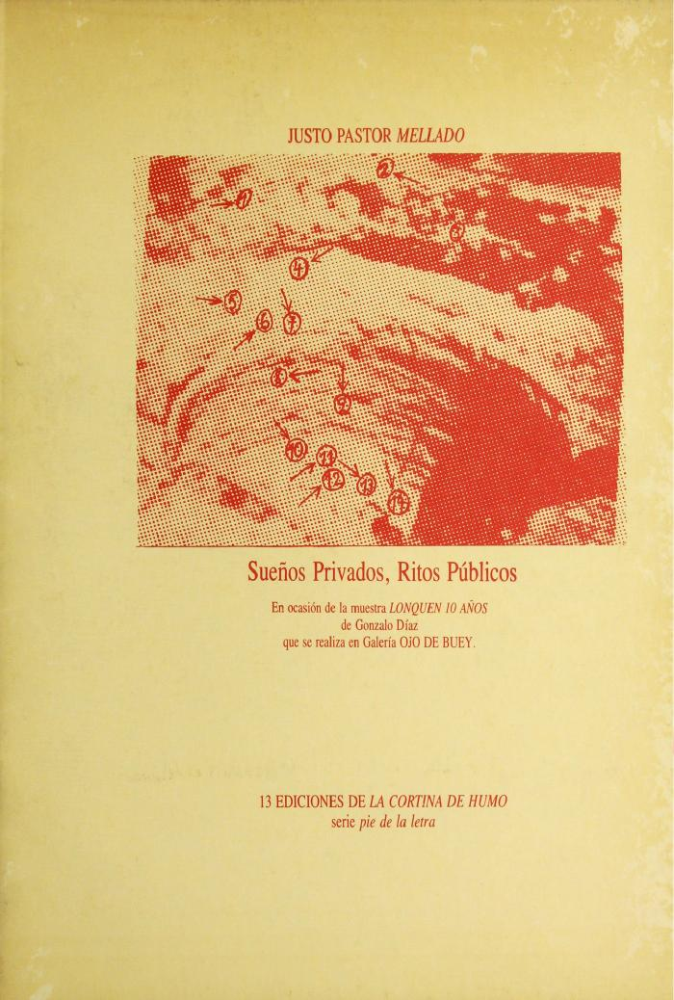 JUSTO PASTOR MELLADO
1
2
3
4
5
6
7
8
9
10
11
12
13
14
Sueños Privados, Ritos Públicos
En ocasión de la muestra LONQUEN 10 AÑOS
de Gonzalo Díaz
que se realiza en Galería OJO DE BUEY.
13 EDICIONES DE LA CORTINA DE HUMO
serie pie de la letra